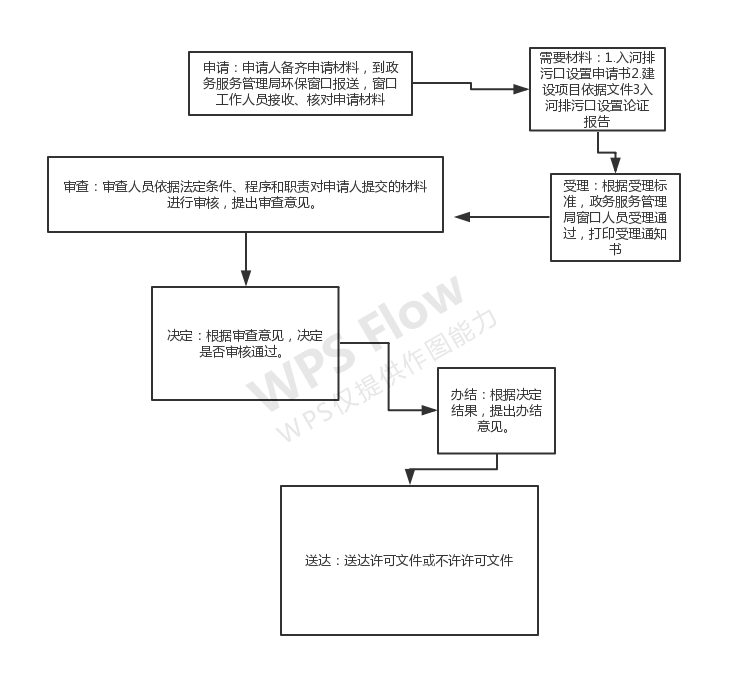 申请：申请人备齐申请材料，到政
务服务管理局环保窗口报送，窗口
工作人员接收、核对申请材料
需要材料：1.入河排
污口设置申请书2.建
设项目依据文件3入
河排污口设置论证
报告
受理：根据受理标
准，政务服务管理
局窗口人员受理通
过，打印受理通知
书
审查：审查人员依据法定条件、程序和职责对申请人提交的材料
进行审核，提出审查意见。
决定：根据审查意见，决定
是否审核通过。
办结：根据决定
结果，提出办结
意见。
送达：送达许可文件或不许许可文件
WPS Flow
WPS仅提供作图能力